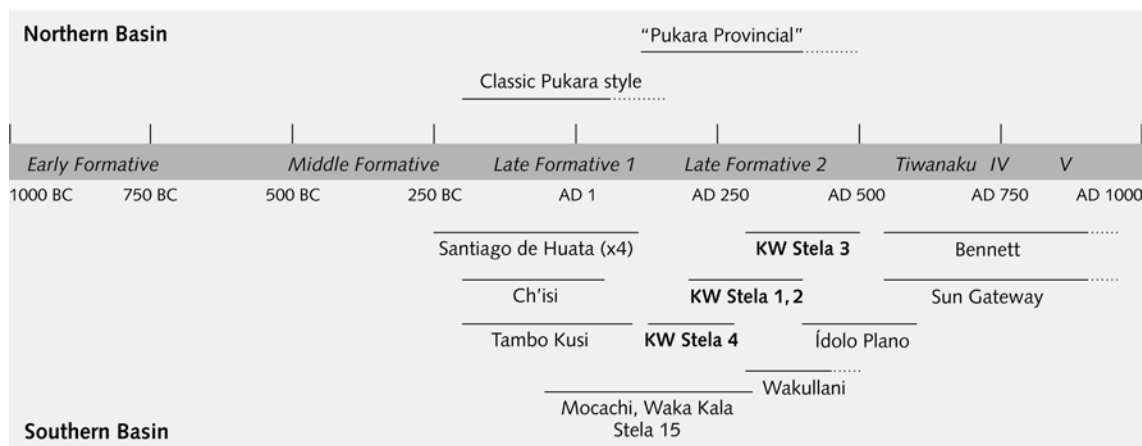 Northern Basin
“Pukara Provincial”
Classic Pukara style
Early Formative Middle Formative Late Formative 1 Late Formative 2 Tiwanaku IV V
1000 BC 750 BC 500 BC 250 BC AD 1 AD 250 AD 500 AD 750 AD 1000
Santiago de Huata (x4) KW Stela 3 Bennett
Ch'isi KW Stela 1, 2 Sun Gateway
Tambo Kusi KW Stela 4 Ídolo Plano
Wakullani
Mocachi, Waka Kala
Stela 15
Southern Basin